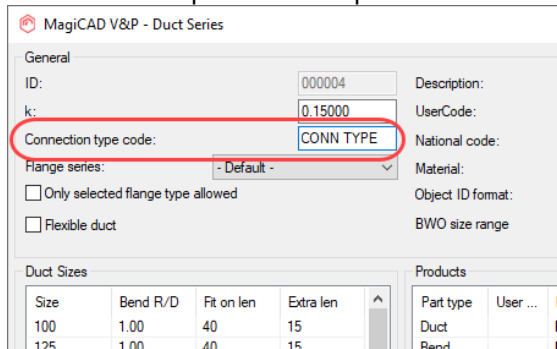 MagiCAD V&P - Duct Series
General
ID: 000004 Description:
k: 0.15000 UserCode:
Connection type code: CONN TYPE National code:
Flange series: - Default - Material:
Only selected flange type allowed Object ID format:
Flexible duct BWO size range
Duct Sizes Products
Size Bend R/D Fit on len Extra len Part type User ...
100 1.00 40 15 Duct
125 1.00 40 15 Bend